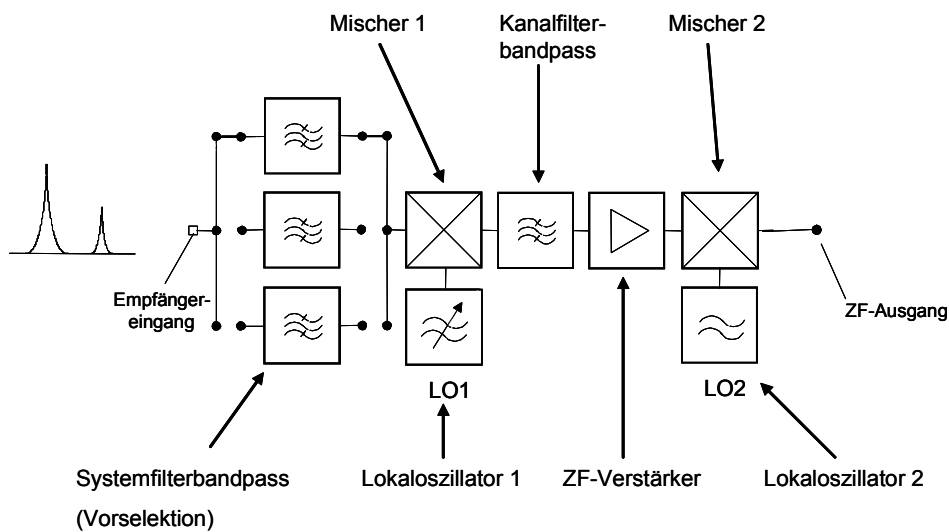 Mischer 1
Kanalfilter-
bandpass
Mischer 2
Empfänger-
eingang
ZF-Ausgang
LO1
LO2
Systemfilterbandpass
(Vorselektion)
Lokaloszillator 1
ZF-Verstärker
Lokaloszillator 2